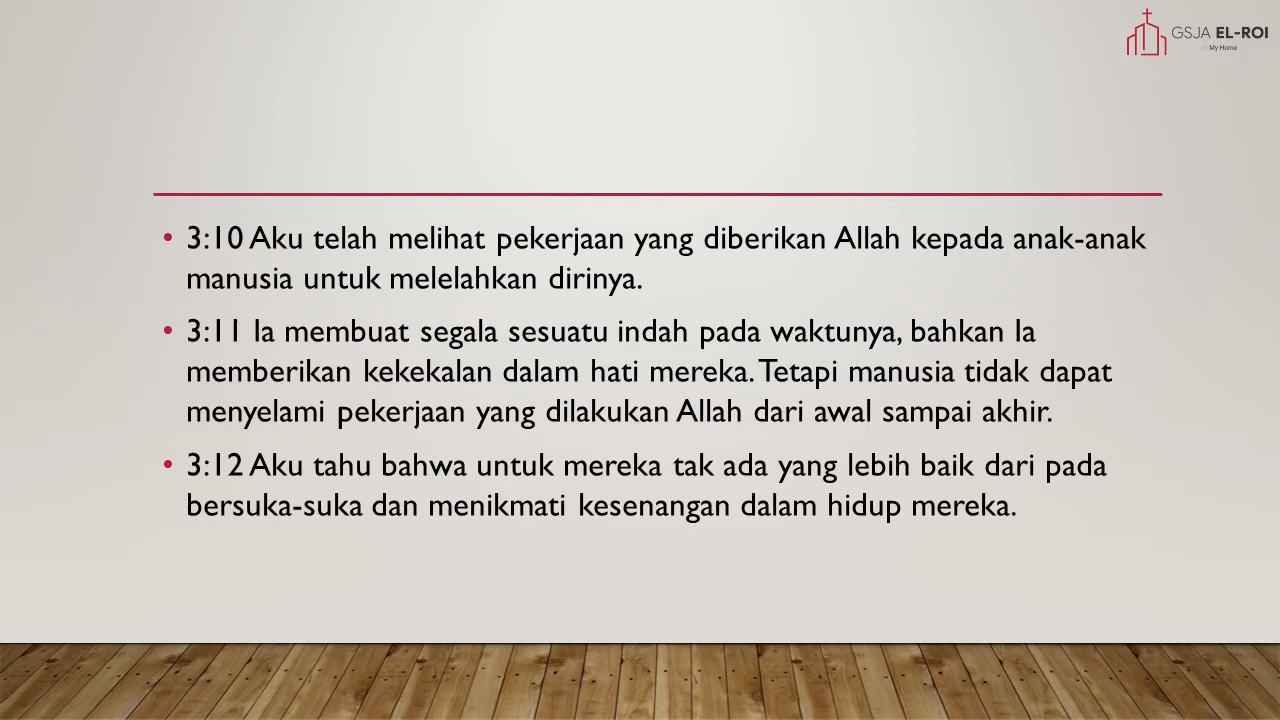 GSJA EL-ROI
My Home
• 3:10 Aku telah melihat pekerjaan yang diberikan Allah kepada anak-anak
manusia untuk melelahkan dirinya.
• 3:11 Ia membuat segala sesuatu indah pada waktunya, bahkan Ia
memberikan kekekalan dalam hati mereka. Tetapi manusia tidak dapat
menyelami pekerjaan yang dilakukan Allah dari awal sampai akhir.
• 3:12 Aku tahu bahwa untuk mereka tak ada yang lebih baik dari pada
bersuka-suka dan menikmati kesenangan dalam hidup mereka.